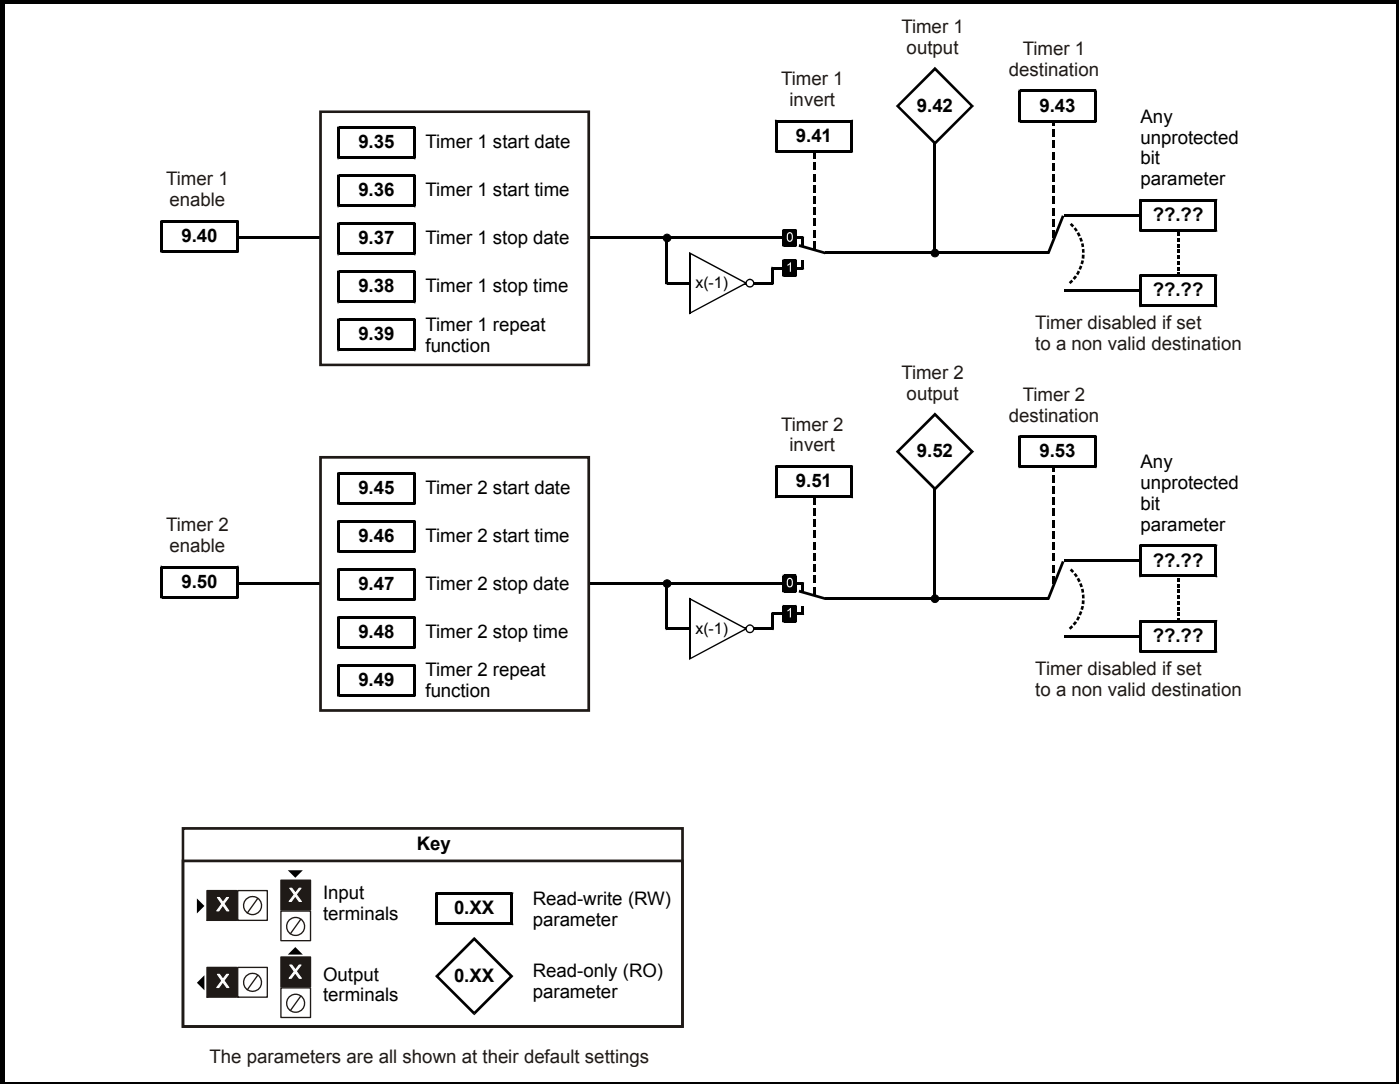 Timer 1
output
Timer 1
destination
Timer 1
invert
9.42
9.43
9.41
Any
unprotected
bit
parameter
9.35 Timer 1 start date
Timer 1
enable
9.36 Timer 1 start time
9.40
9.37 Timer 1 stop date
0
??.??
9.38 Timer 1 stop time
x(-1)
1
??.??
9.39 Timer 1 repeat
function
Timer disabled if set
to a non valid destination
Timer 2
output
Timer 2
destination
Timer 2
invert
9.52
9.53
9.51
Any
unprotected
bit
parameter
9.45 Timer 2 start date
Timer 2
enable
9.46 Timer 2 start time
9.50
9.47 Timer 2 stop date
0
??.??
9.48 Timer 2 stop time
x(-1)
1
??.??
9.49 Timer 2 repeat
function
Timer disabled if set
to a non valid destination
Key
X
X
Input
terminals
0.XX
Read-write (RW)
parameter
X
X
Output
terminals
0.XX
Read-only (RO)
parameter
The parameters are all shown at their default settings